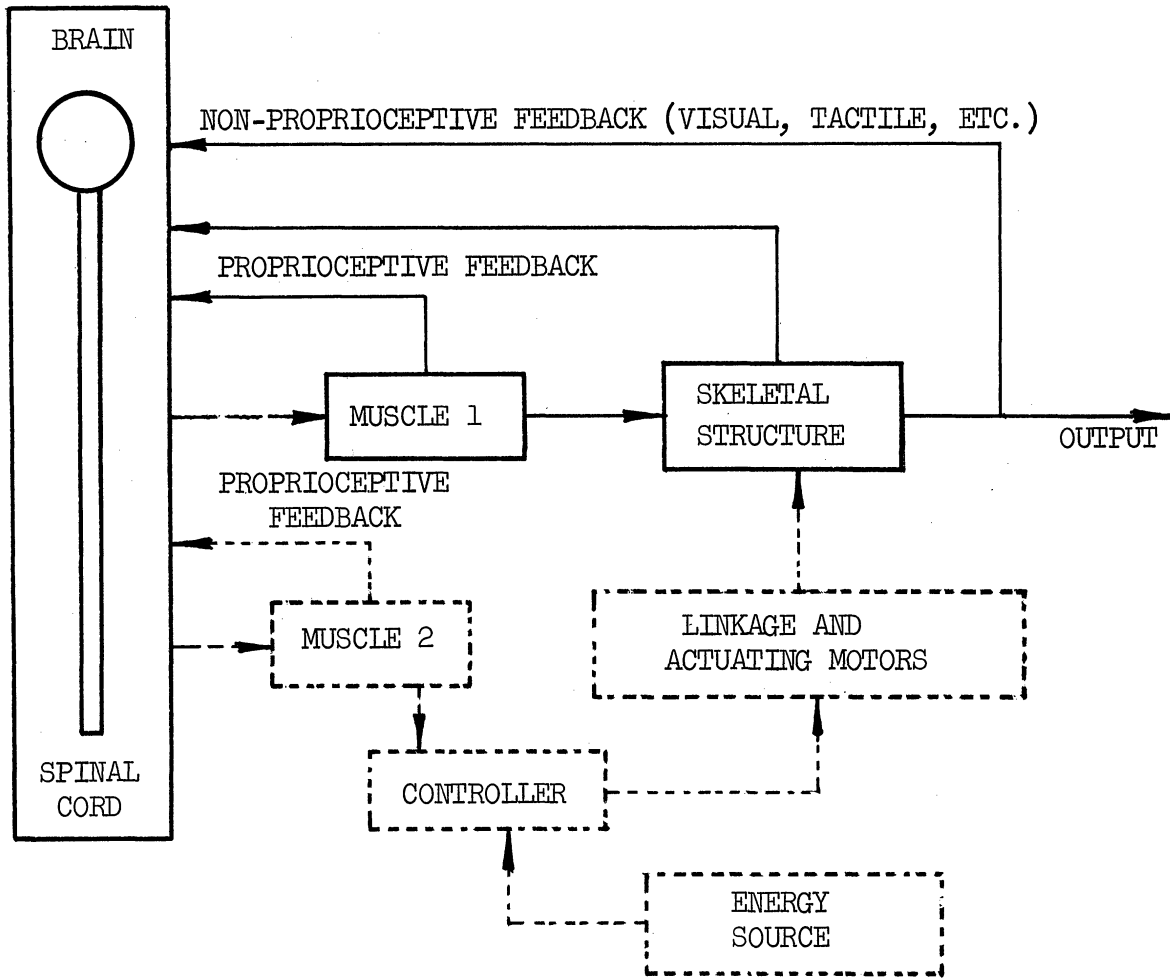 BRAIN
NON-PROPRIOCEPTIVE FEEDBACK (VISUAL, TACTILE, ETC.)
PROPRIOCEPTIVE FEEDBACK
MUSCLE 1
SKELETAL
STRUCTURE
OUTPUT
PROPRIOCEPTIVE
FEEDBACK
MUSCLE 2
LINKAGE AND
ACTUATING MOTORS
SPINAL
CORD
CONTROLLER
ENERGY
SOURCE